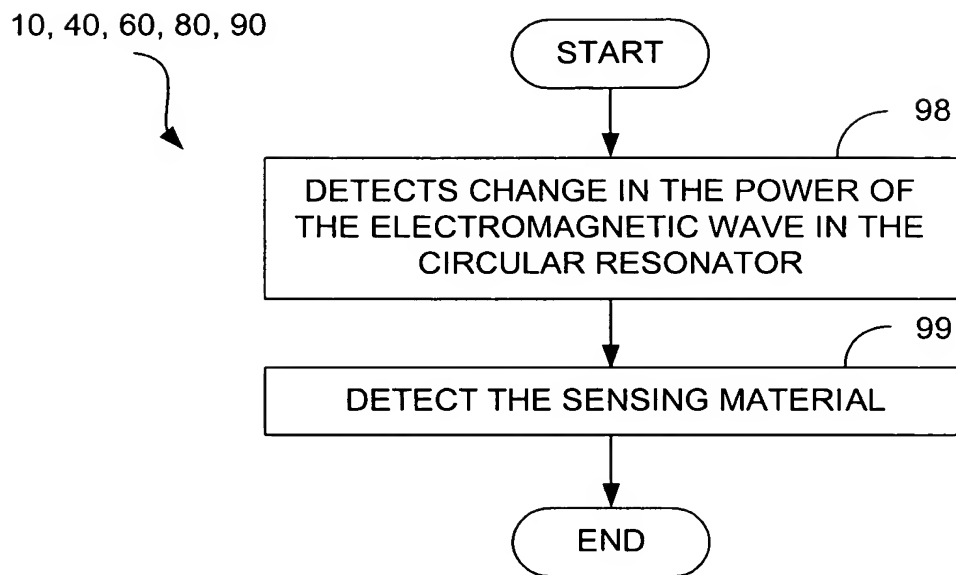 10, 40, 60, 80, 90
START
98
DETECTS CHANGE IN THE POWER OF
THE ELECTROMAGNETIC WAVE IN THE
CIRCULAR RESONATOR
99
DETECT THE SENSING MATERIAL
END